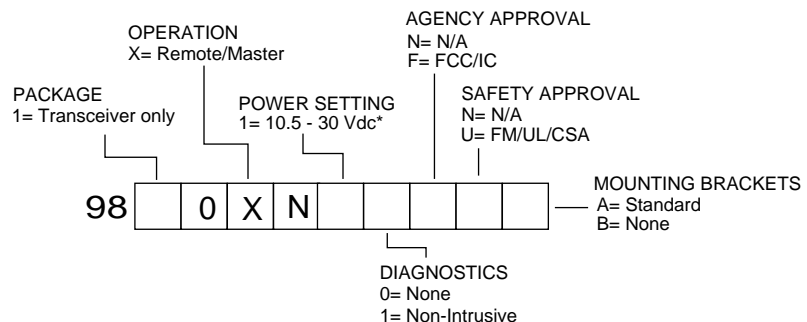 AGENCY APPROVAL
N= N/A
F= FCC/IC
OPERATION
X= Remote/Master
SAFETY APPROVAL
N= N/A
U= FM/UL/CSA
PACKAGE
1= Transceiver only
POWER SETTING
1= 10.5 - 30 Vdc*
98 0 X N
MOUNTING BRACKETS
A= Standard
B= None
DIAGNOSTICS
0= None
1= Non-Intrusive